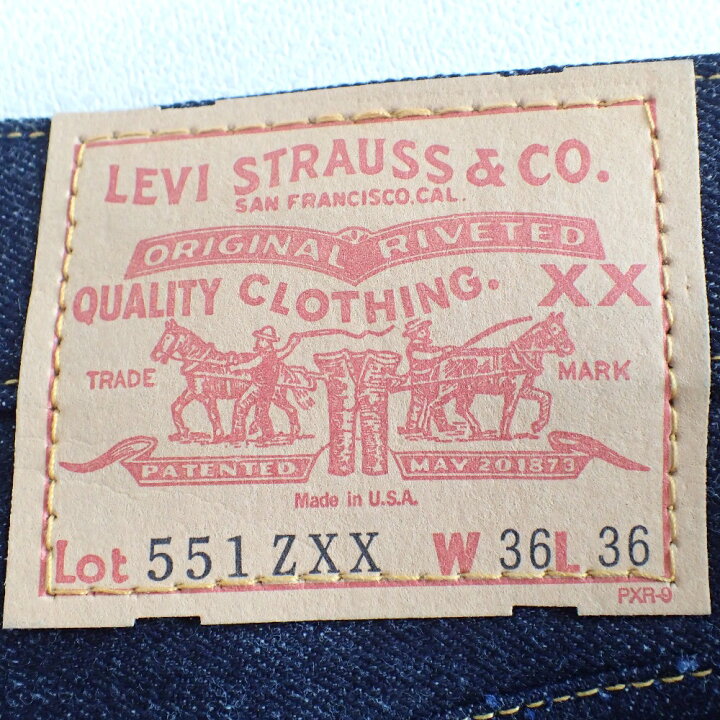 LEVI STRAUSS & CO.
SAN FRANCISCO, CAL.
ORIGINAL RIVETED
QUALITY CLOTHING. XX
TRADE MARK
PATENTED MAY 20 1873
Made in U.S.A.
Lot 551 ZXX W 36 L 36
PXR-9